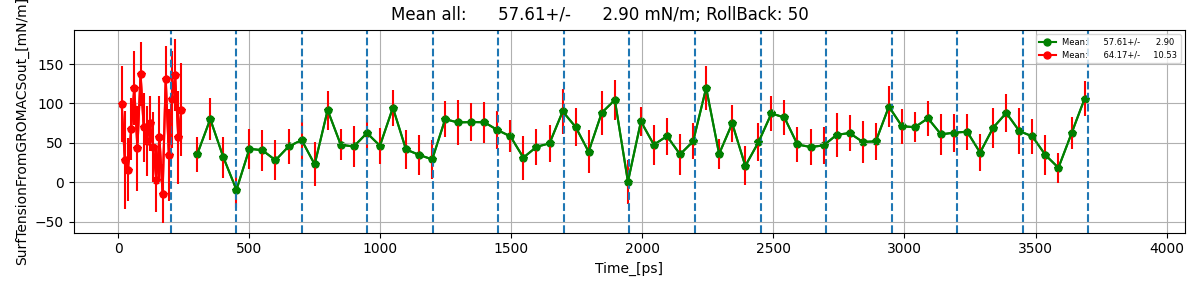 Mean all:      57.61+/-      2.90 mN/m; RollBack: 50
SurfTensionFromGROMACSout_[mN/m]
150
100
50
0
−50
Mean:      57.61+/-      2.90
Mean:      64.17+/-     10.53
0 500 1000 1500 2000 2500 3000 3500 4000
Time_[ps]